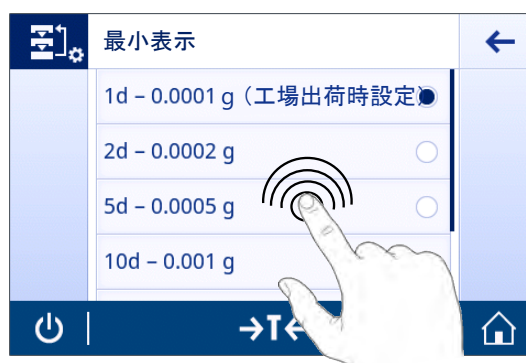 最小表示
1d – 0.0001 g（工場出荷時設定）
2d – 0.0002 g
5d – 0.0005 g
10d – 0.001 g
→T←